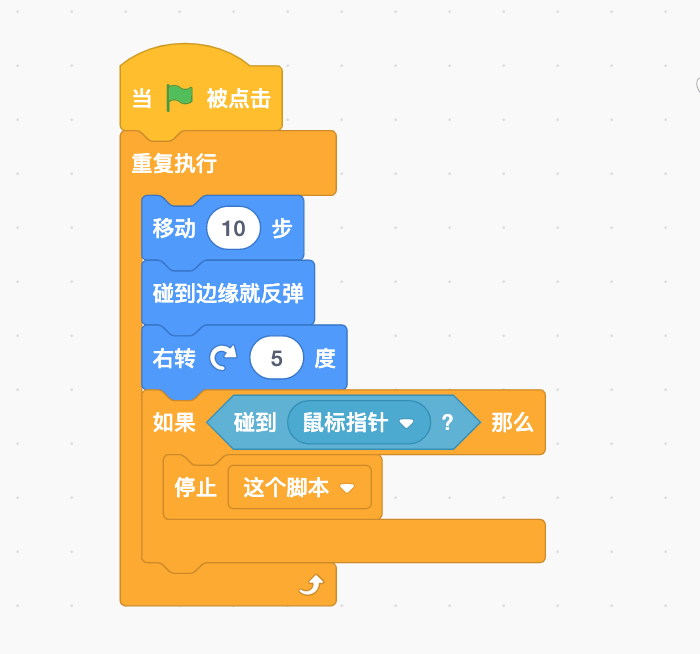 当 被点击
重复执行
移动 10 步
碰到边缘就反弹
右转 5 度
如果 碰到 鼠标指针 ? 那么
停止 这个脚本